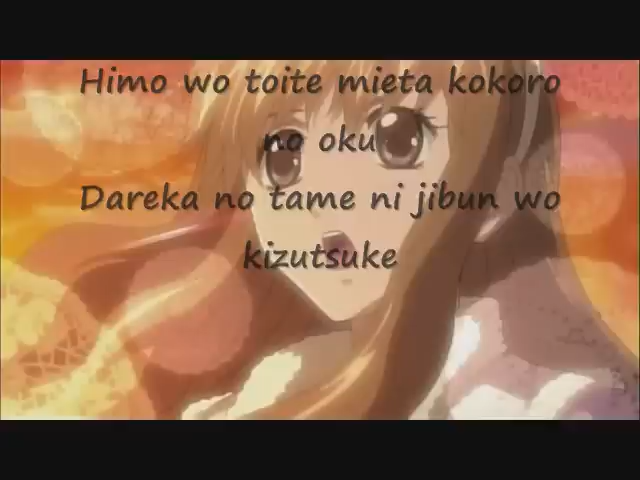 Himo wo toite mieta kokoro
no oku
Dareka no tame ni jibun wo
kizutsuke